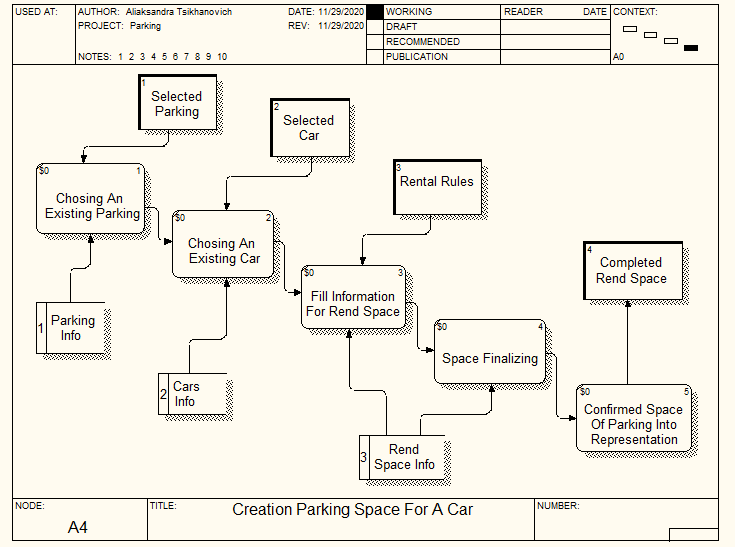 USED AT:
AUTHOR: Aliaksandra Tsikhanovich
DATE: 11/29/2020
PROJECT: Parking
REV: 11/29/2020
NOTES: 1 2 3 4 5 6 7 8 9 10
WORKING
DRAFT
RECOMMENDED
PUBLICATION
READER
DATE
CONTEXT:
A0
1
Selected
Parking
2
Selected
Car
3
Rental Rules
$0
1
Chosing An
Existing Parking
$0
2
Chosing An
Existing Car
4
Completed
Rend Space
$0
3
Fill Information
For Rend Space
1
Parking
Info
$0
4
Space Finalizing
2
Cars
Info
$0
5
Confirmed Space
Of Parking Into
Representation
3
Rend
Space Info
NODE:
A4
TITLE:
Creation Parking Space For A Car
NUMBER: